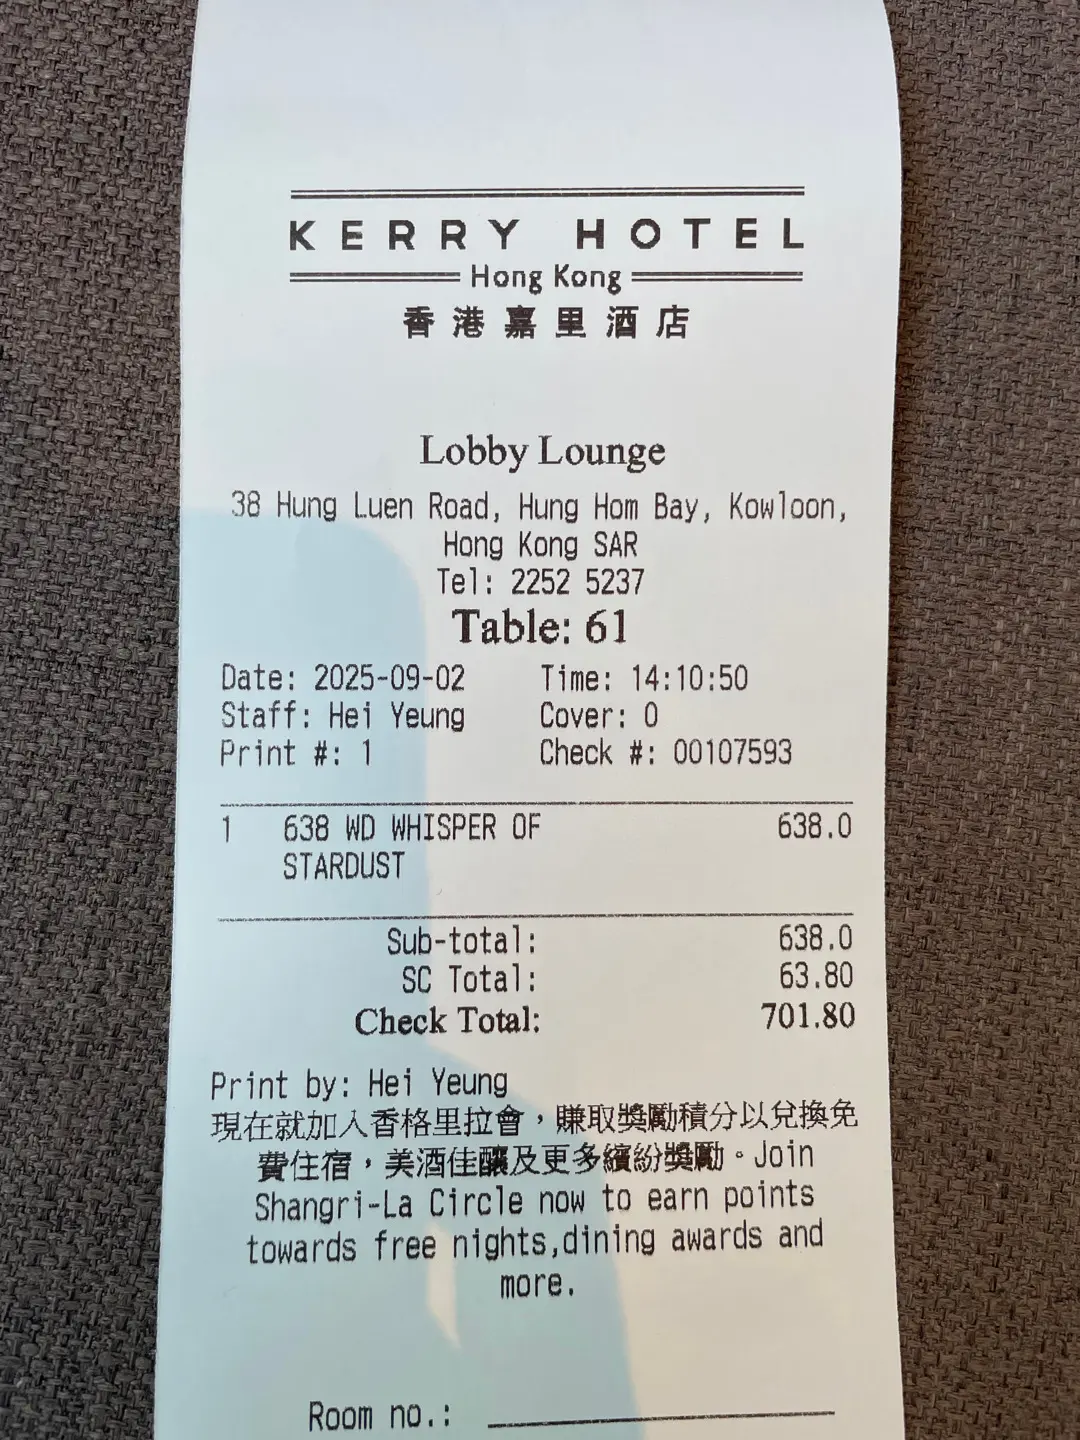 KERRY HOTEL
Hong Kong
香港嘉里酒店
Lobby Lounge
38 Hung Luen Road, Hung Hom Bay, Kowloon,
Hong Kong SAR
Tel: 2252 5237
Table: 61
Date: 2025-09-02 Time: 14:10:50
Staff: Hei Yeung Cover: 0
Print #: 1 Check #: 00107593
1 638 WD WHISPER OF 638.0
STARDUST
Sub-total: 638.0
SC Total: 63.80
Check Total: 701.80
Print by: Hei Yeung
現在就加入香格里拉會，賺取獎勵積分以兌換免
費住宿，美酒佳釀及更多繽紛獎勵。Join
Shangri-La Circle now to earn points
towards free nights,dining awards and
more.
Room no.: